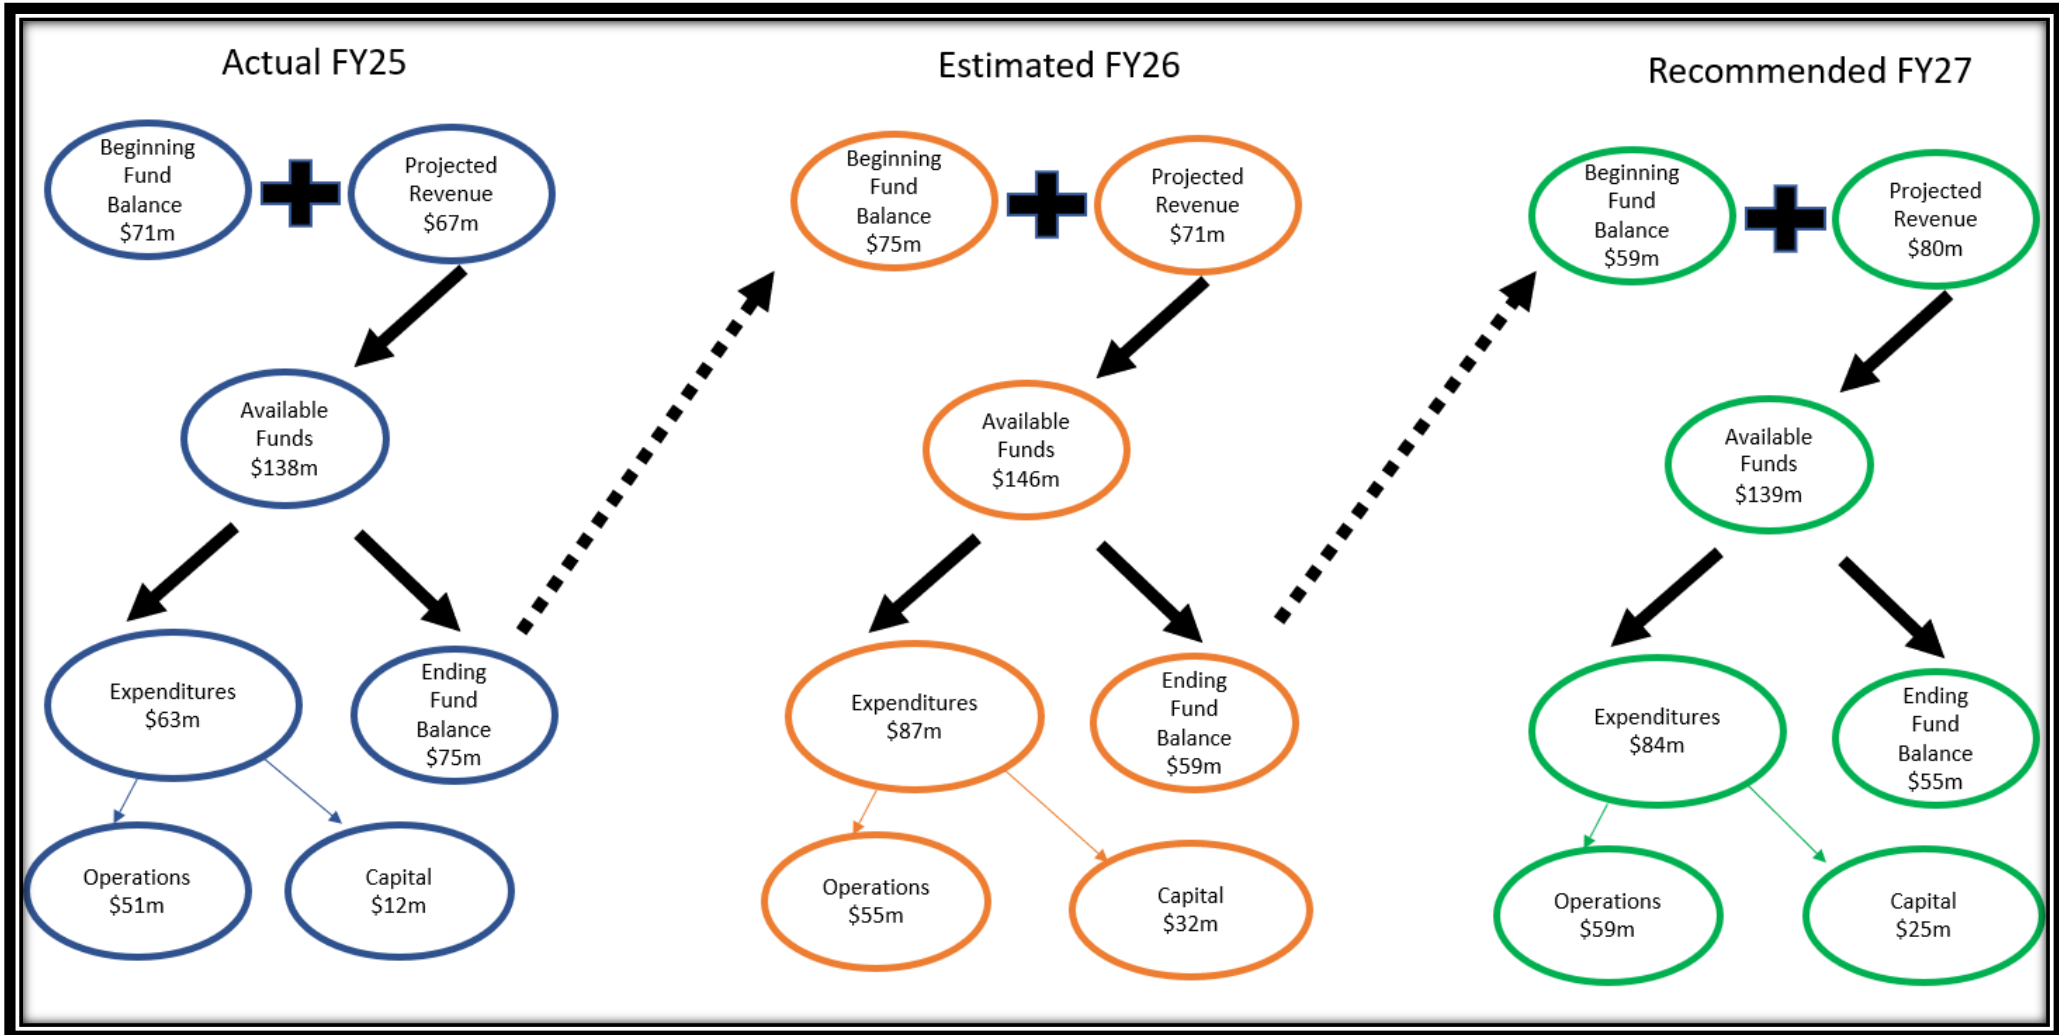 Actual FY25
Beginning
Fund
Balance
$71m
Projected
Revenue
$67m
Available
Funds
$138m
Expenditures
$63m
Ending
Fund
Balance
$75m
Operations
$51m
Capital
$12m
Estimated FY26
Beginning
Fund
Balance
$75m
Projected
Revenue
$71m
Available
Funds
$146m
Expenditures
$87m
Ending
Fund
Balance
$59m
Operations
$55m
Capital
$32m
Recommended FY27
Beginning
Fund
Balance
$59m
Projected
Revenue
$80m
Available
Funds
$139m
Expenditures
$84m
Ending
Fund
Balance
$55m
Operations
$59m
Capital
$25m